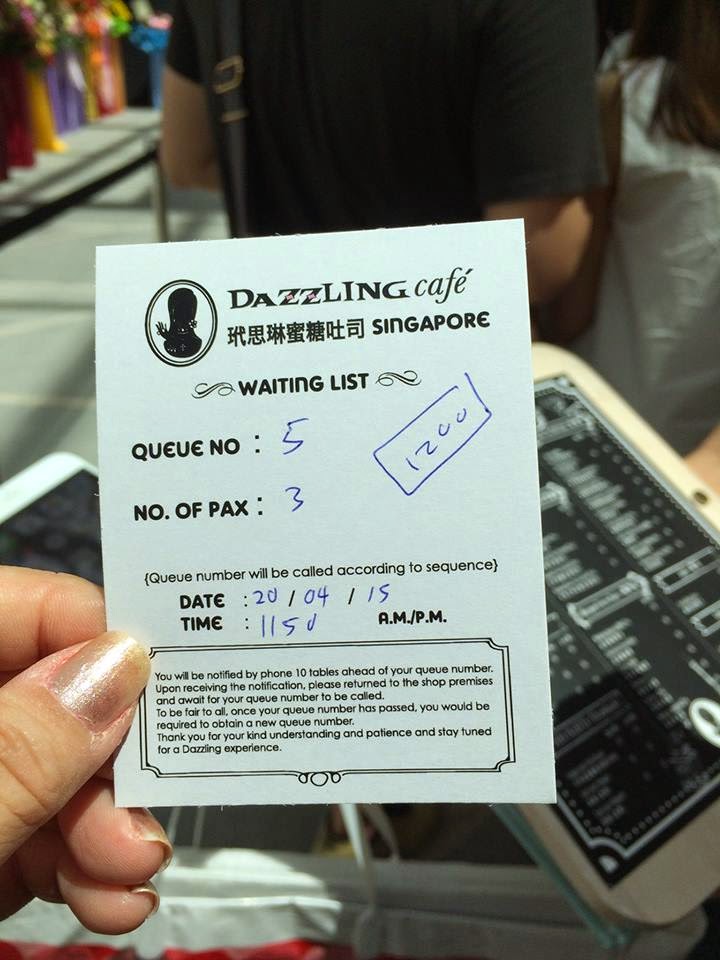 DAZZLING café
玳思琳蜜糖吐司 SINGAPORE
WAITING LIST
QUEUE NO : 5
1200
NO. OF PAX : 3
{Queue number will be called according to sequence}
DATE : 20 / 04 / 15
TIME : 1150 A.M./P.M.
You will be notified by phone 10 tables ahead of your queue number.
Upon receiving the notification, please returned to the shop premises
and await for your queue number to be called.
To be fair to all, once your queue number has passed, you would be
required to obtain a new queue number.
Thank you for your kind understanding and patience and stay tuned
for a Dazzling experience.